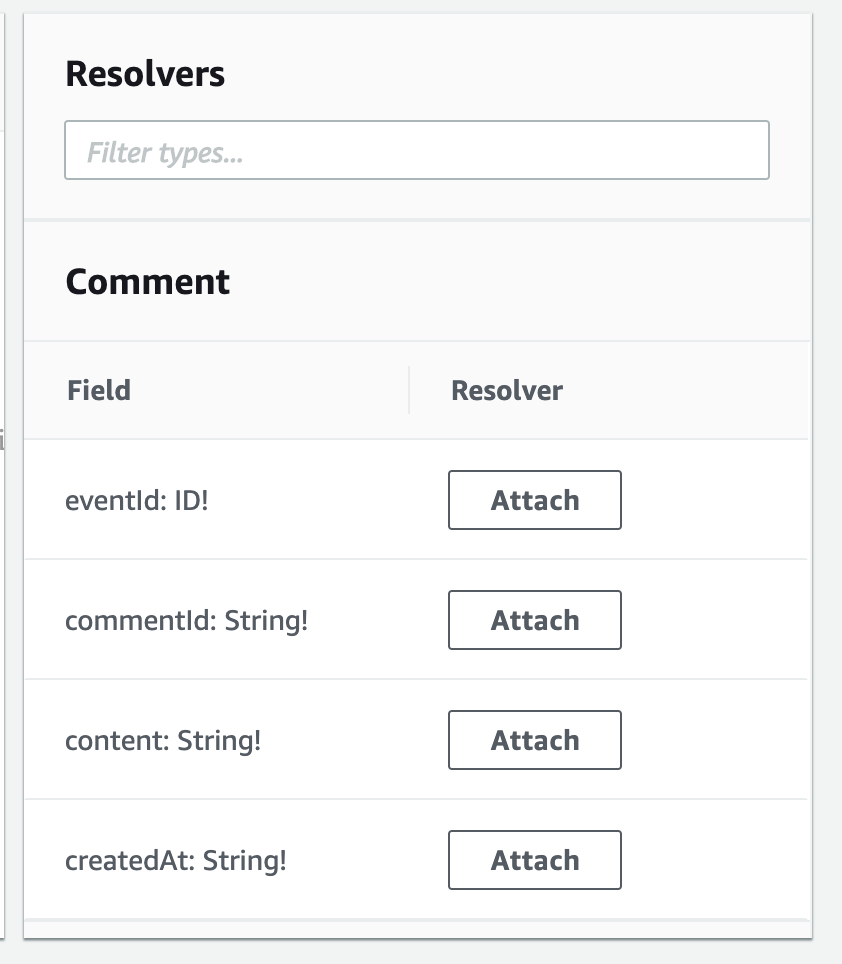 Resolvers
Filter types...
Comment
Field Resolver
eventId: ID! Attach
commentId: String! Attach
content: String! Attach
createdAt: String! Attach